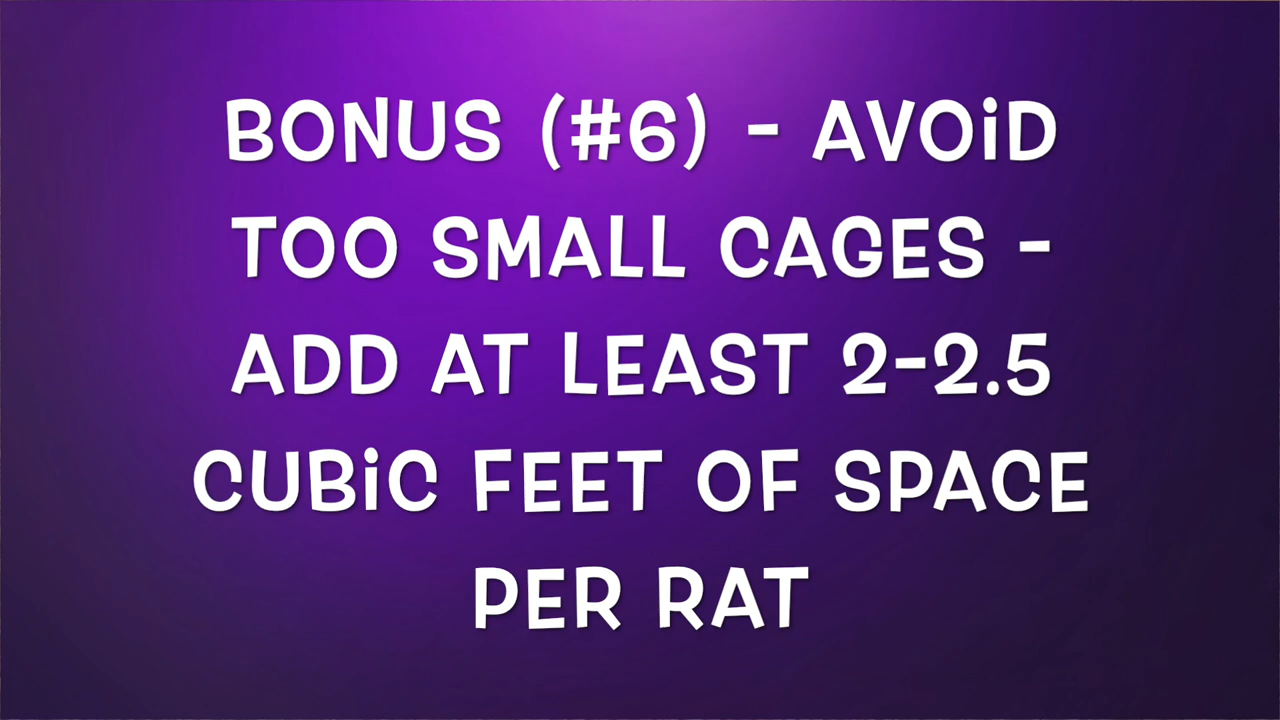 BONUS (#6) - AVOiD
TOO SMALL CAGES -
ADD AT LEAST 2-2.5
CUBiC FEET OF SPACE
PER RAT